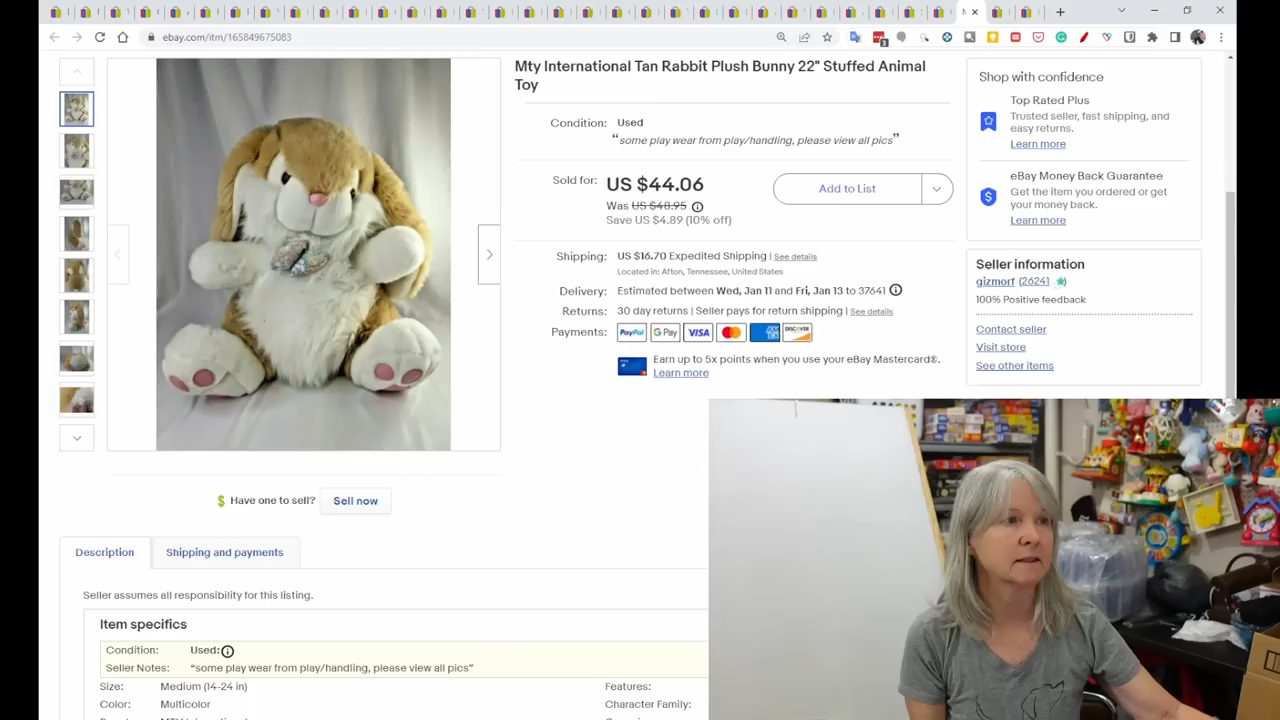 ebay.com/itm/165849675083
3
Mty International Tan Rabbit Plush Bunny 22" Stuffed Animal
Toy
Condition: Used
"some play wear from play/handling, please view all pics"
Sold for: US $44.06
Add to List
Was US $48.95
Save US $4.89 (10% off)
Shipping: US $16.70 Expedited Shipping | See details
Located in: Afton, Tennessee, United States
Delivery: Estimated between Wed, Jan 11 and Fri, Jan 13 to 37641
Returns: 30 day returns | Seller pays for return shipping | See details
Payments: PayPal G Pay VISA DISCOVER
Earn up to 5x points when you use your eBay Mastercard®.
Learn more
Shop with confidence
Top Rated Plus
Trusted seller, fast shipping, and
easy returns.
Learn more
eBay Money Back Guarantee
Get the item you ordered or get
your money back.
Learn more
Seller information
gizmorf (26241)
100% Positive feedback
Contact seller
Visit store
See other items
Have one to sell? Sell now
Description Shipping and payments
Seller assumes all responsibility for this listing.
Item specifics
Condition: Used:
Seller Notes: "some play wear from play/handling, please view all pics"
Size: Medium (14-24 in) Features:
Color: Multicolor Character Family: